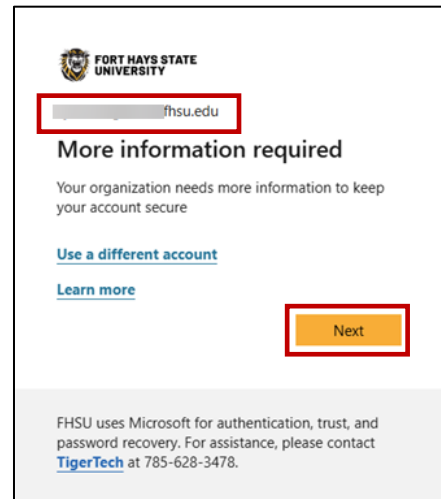 FORT HAYS STATE
UNIVERSITY
fhsu.edu
More information required
Your organization needs more information to keep
your account secure
Use a different account
Learn more
Next
FHSU uses Microsoft for authentication, trust, and
password recovery. For assistance, please contact
TigerTech at 785-628-3478.